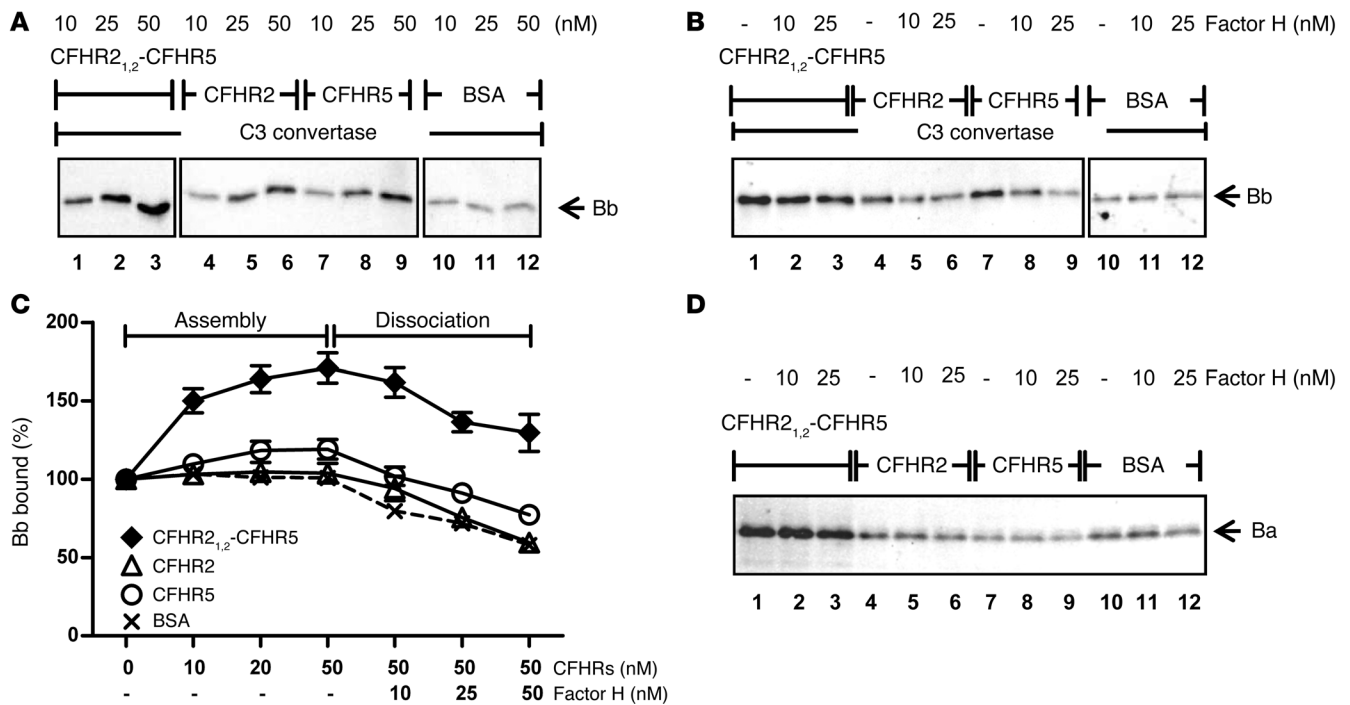 A
10 25 50 10 25 50 10 25 50 10 25 50 (nM)
CFHR21,2-CFHR5
CFHR2 CFHR5 BSA
C3 convertase
Bb
1 2 3 4 5 6 7 8 9 10 11 12
B
- 10 25 - 10 25 - 10 25 - 10 25 Factor H (nM)
CFHR21,2-CFHR5
CFHR2 CFHR5 BSA
C3 convertase
Bb
1 2 3 4 5 6 7 8 9 10 11 12
C
Assembly Dissociation
Bb bound (%)
200
150
100
50
0
CFHR21,2-CFHR5
CFHR2
CFHR5
BSA
0 10 20 50 50 50 50 CFHRs (nM)
- - - - 10 25 50 Factor H (nM)
D
- 10 25 - 10 25 - 10 25 - 10 25 Factor H (nM)
CFHR21,2-CFHR5
CFHR2 CFHR5 BSA
Ba
1 2 3 4 5 6 7 8 9 10 11 12